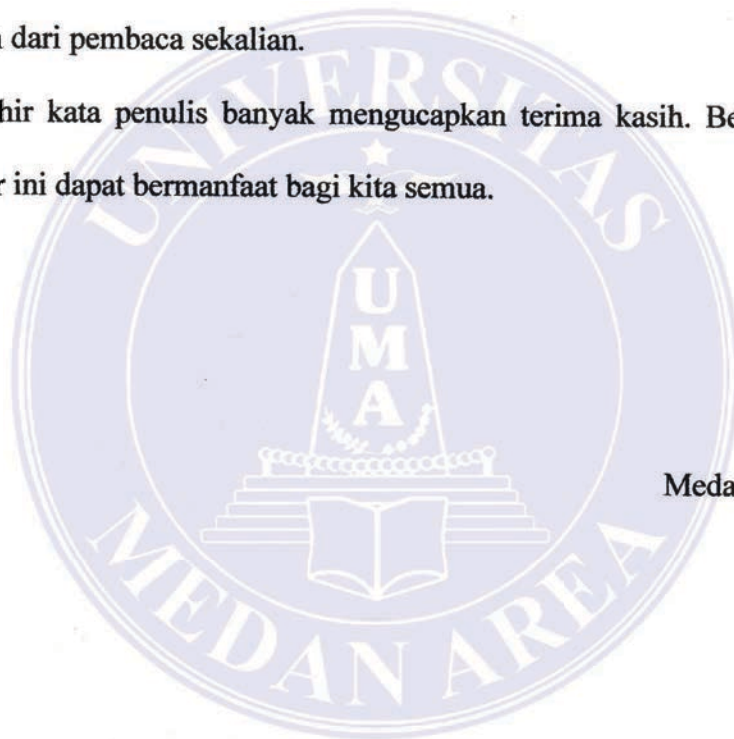 dari pembaca sekalian.
hir kata penulis banyak mengucapkan terima kasih. Be
r ini dapat bermanfaat bagi kita semua.
UNIVERSITAS
U
M
A
Meda
MEDAN AREA